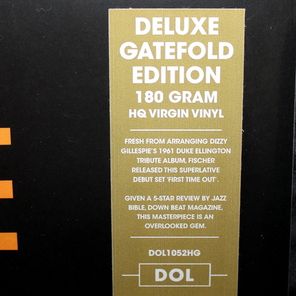 DELUXE
GATEFOLD
EDITION
180 GRAM
HQ VIRGIN VINYL
FRESH FROM ARRANGING DIZZY
GILLESPIE'S 1961 DUKE ELLINGTON
TRIBUTE ALBUM, FISCHER
RELEASED THIS SUPERLATIVE
DEBUT SET 'FIRST TIME OUT'.
GIVEN A 5-STAR REVIEW BY JAZZ
BIBLE, DOWN BEAT MAGAZINE,
THIS MASTERPIECE IS AN
OVERLOOKED GEM.
DOL1052HG
DOL